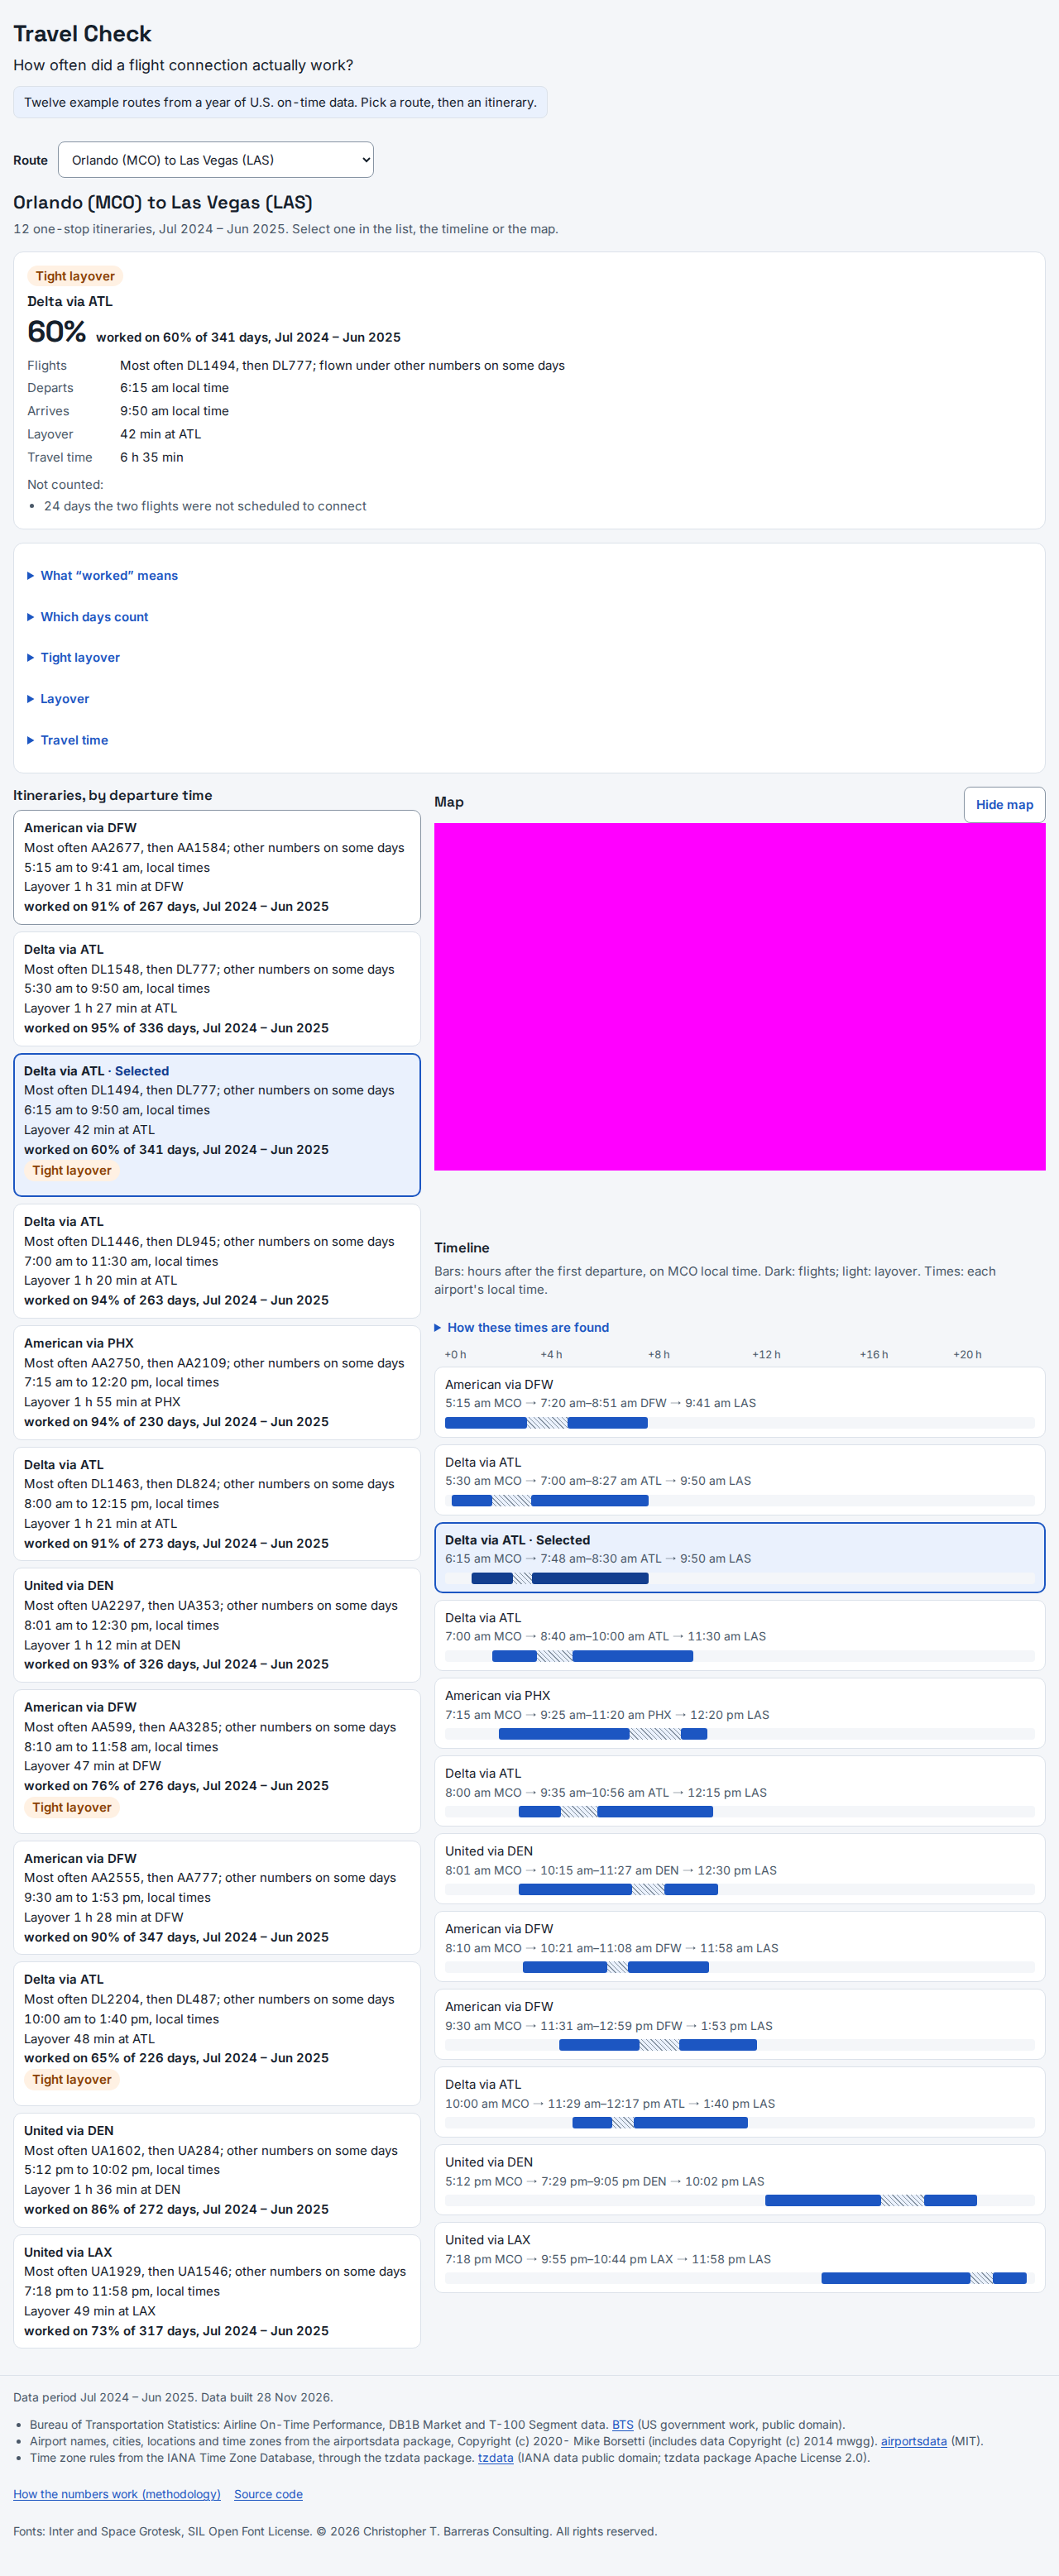 Travel Check
How often did a flight connection actually work?
Twelve example routes from a year of U.S. on-time data. Pick a route, then an itinerary.
Route Orlando (MCO) to Las Vegas (LAS)
Orlando (MCO) to Las Vegas (LAS)
12 one-stop itineraries, Jul 2024 – Jun 2025. Select one in the list, the timeline or the map.
Tight layover
Delta via ATL
60% worked on 60% of 341 days, Jul 2024 – Jun 2025
Flights Most often DL1494, then DL777; flown under other numbers on some days
Departs 6:15 am local time
Arrives 9:50 am local time
Layover 42 min at ATL
Travel time 6 h 35 min
Not counted:
• 24 days the two flights were not scheduled to connect
What “worked” means
Which days count
Tight layover
Layover
Travel time
Itineraries, by departure time
American via DFW
Most often AA2677, then AA1584; other numbers on some days
5:15 am to 9:41 am, local times
Layover 1 h 31 min at DFW
worked on 91% of 267 days, Jul 2024 – Jun 2025
Delta via ATL
Most often DL1548, then DL777; other numbers on some days
5:30 am to 9:50 am, local times
Layover 1 h 27 min at ATL
worked on 95% of 336 days, Jul 2024 – Jun 2025
Delta via ATL · Selected
Most often DL1494, then DL777; other numbers on some days
6:15 am to 9:50 am, local times
Layover 42 min at ATL
worked on 60% of 341 days, Jul 2024 – Jun 2025
Tight layover
Delta via ATL
Most often DL1446, then DL945; other numbers on some days
7:00 am to 11:30 am, local times
Layover 1 h 20 min at ATL
worked on 94% of 263 days, Jul 2024 – Jun 2025
American via PHX
Most often AA2750, then AA2109; other numbers on some days
7:15 am to 12:20 pm, local times
Layover 1 h 55 min at PHX
worked on 94% of 230 days, Jul 2024 – Jun 2025
Delta via ATL
Most often DL1463, then DL824; other numbers on some days
8:00 am to 12:15 pm, local times
Layover 1 h 21 min at ATL
worked on 91% of 273 days, Jul 2024 – Jun 2025
United via DEN
Most often UA2297, then UA353; other numbers on some days
8:01 am to 12:30 pm, local times
Layover 1 h 12 min at DEN
worked on 93% of 326 days, Jul 2024 – Jun 2025
American via DFW
Most often AA599, then AA3285; other numbers on some days
8:10 am to 11:58 am, local times
Layover 47 min at DFW
worked on 76% of 276 days, Jul 2024 – Jun 2025
Tight layover
American via DFW
Most often AA2555, then AA777; other numbers on some days
9:30 am to 1:53 pm, local times
Layover 1 h 28 min at DFW
worked on 90% of 347 days, Jul 2024 – Jun 2025
Delta via ATL
Most often DL2204, then DL487; other numbers on some days
10:00 am to 1:40 pm, local times
Layover 48 min at ATL
worked on 65% of 226 days, Jul 2024 – Jun 2025
Tight layover
United via DEN
Most often UA1602, then UA284; other numbers on some days
5:12 pm to 10:02 pm, local times
Layover 1 h 36 min at DEN
worked on 86% of 272 days, Jul 2024 – Jun 2025
United via LAX
Most often UA1929, then UA1546; other numbers on some days
7:18 pm to 11:58 pm, local times
Layover 49 min at LAX
worked on 73% of 317 days, Jul 2024 – Jun 2025
Map
Hide map
Timeline
Bars: hours after the first departure, on MCO local time. Dark: flights; light: layover. Times: each
airport's local time.
How these times are found
+0 h +4 h +8 h +12 h +16 h +20 h
American via DFW
5:15 am MCO → 7:20 am–8:51 am DFW → 9:41 am LAS
Delta via ATL
5:30 am MCO → 7:00 am–8:27 am ATL → 9:50 am LAS
Delta via ATL · Selected
6:15 am MCO → 7:48 am–8:30 am ATL → 9:50 am LAS
Delta via ATL
7:00 am MCO → 8:40 am–10:00 am ATL → 11:30 am LAS
American via PHX
7:15 am MCO → 9:25 am–11:20 am PHX → 12:20 pm LAS
Delta via ATL
8:00 am MCO → 9:35 am–10:56 am ATL → 12:15 pm LAS
United via DEN
8:01 am MCO → 10:15 am–11:27 am DEN → 12:30 pm LAS
American via DFW
8:10 am MCO → 10:21 am–11:08 am DFW → 11:58 am LAS
American via DFW
9:30 am MCO → 11:31 am–12:59 pm DFW → 1:53 pm LAS
Delta via ATL
10:00 am MCO → 11:29 am–12:17 pm ATL → 1:40 pm LAS
United via DEN
5:12 pm MCO → 7:29 pm–9:05 pm DEN → 10:02 pm LAS
United via LAX
7:18 pm MCO → 9:55 pm–10:44 pm LAX → 11:58 pm LAS
Data period Jul 2024 – Jun 2025. Data built 28 Nov 2026.
• Bureau of Transportation Statistics: Airline On-Time Performance, DB1B Market and T-100 Segment data. BTS (US government work, public domain).
• Airport names, cities, locations and time zones from the airportsdata package, Copyright (c) 2020- Mike Borsetti (includes data Copyright (c) 2014 mwgg). airportsdata (MIT).
• Time zone rules from the IANA Time Zone Database, through the tzdata package. tzdata (IANA data public domain; tzdata package Apache License 2.0).
How the numbers work (methodology) Source code
Fonts: Inter and Space Grotesk, SIL Open Font License. © 2026 Christopher T. Barreras Consulting. All rights reserved.